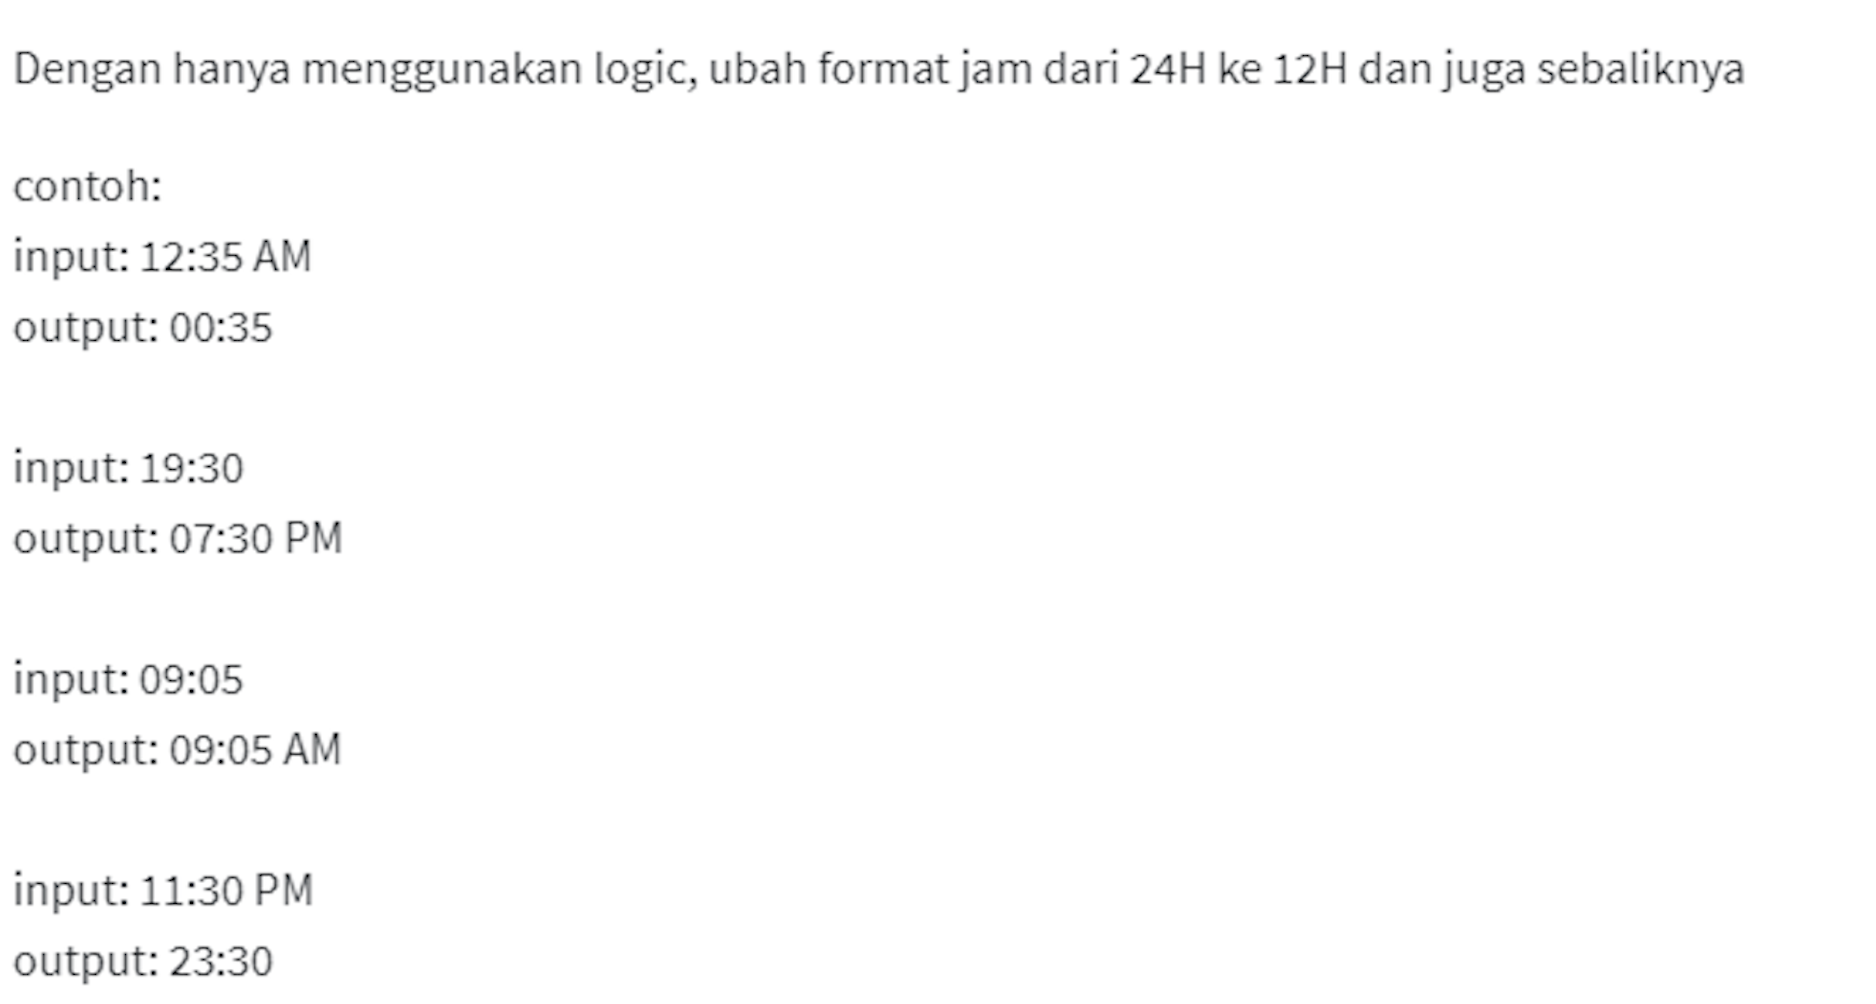 Dengan hanya menggunakan logic, ubah format jam dari 24H ke 12H dan juga sebaliknya
contoh:
input: 12:35 AM
output: 00:35
input: 19:30
output: 07:30 PM
input: 09:05
output: 09:05 AM
input: 11:30 PM
output: 23:30